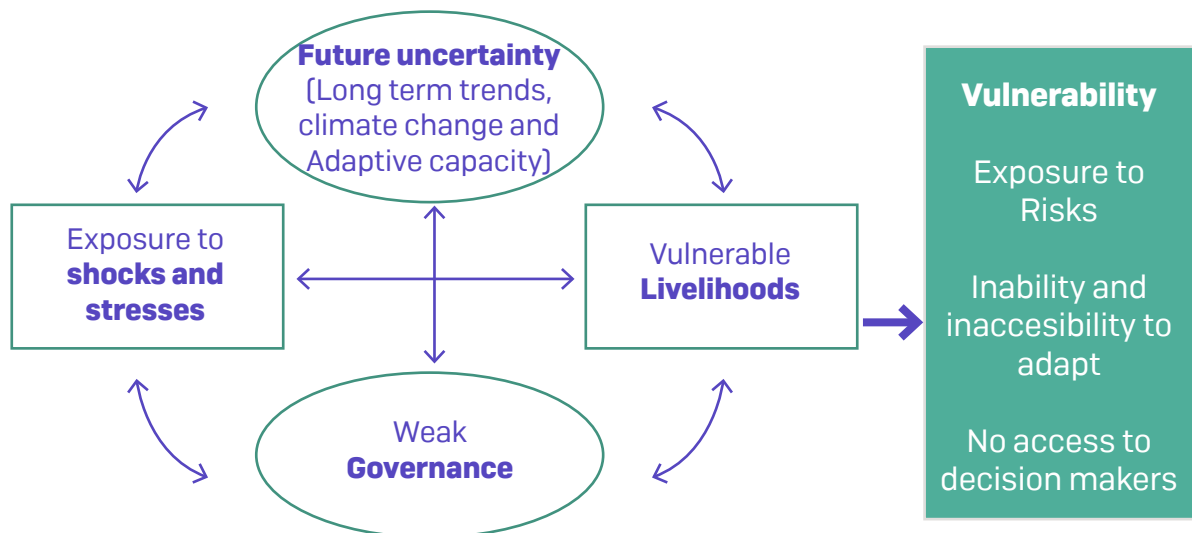 Future uncertainty
(Long term trends,
climate change and
Adaptive capacity)
Exposure to
shocks and
stresses
Vulnerable
Livelihoods
Weak
Governance
Vulnerability
Exposure to
Risks
Inability and
inaccesibility to
adapt
No access to
decision makers